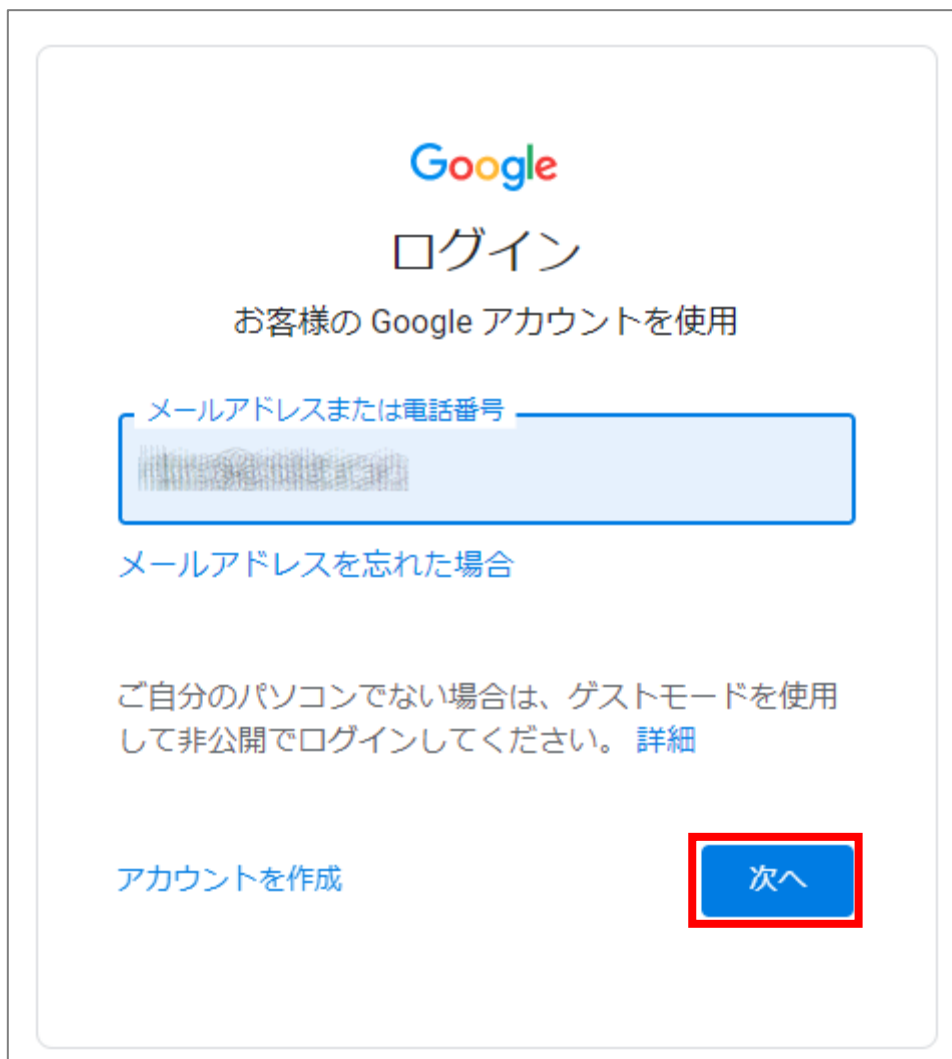 Google
ログイン
お客様の Google アカウントを使用
メールアドレスまたは電話番号
メールアドレスを忘れた場合
ご自分のパソコンでない場合は、ゲストモードを使用
して非公開でログインしてください。 詳細
アカウントを作成
次へ